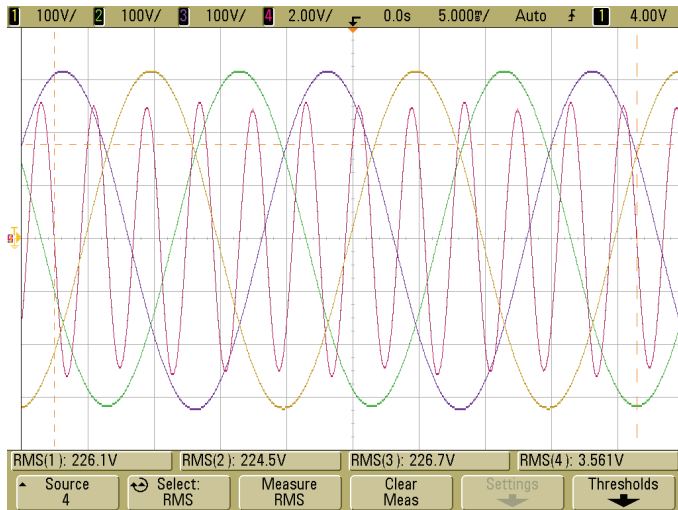 1 100V/ 2 100V/ 3 100V/ 4 2.00V/ 0.0s 5.000m/ Auto 1 4.00V
RMS(1): 226.1V RMS(2): 224.5V RMS(3): 226.7V RMS(4): 3.561V
Source Select: Measure Clear Settings Thresholds
4 RMS RMS Meas